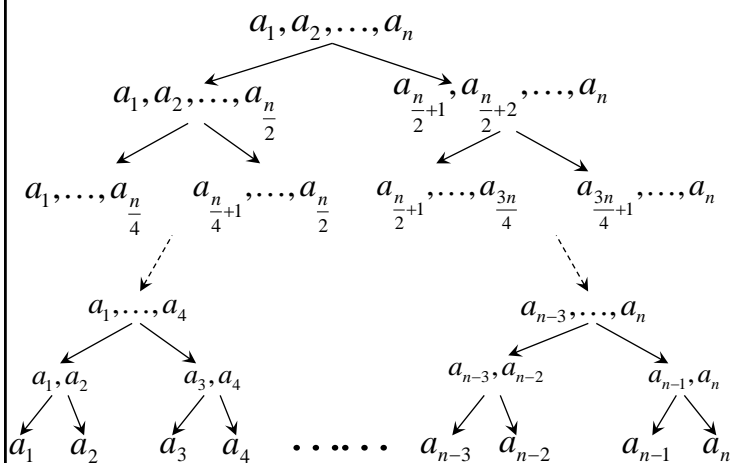 a_1, a_2, …, a_n
a_1, a_2, …, a_{n/2} a_{n/2+1}, a_{n/2+2}, …, a_n
a_1, …, a_{n/4} a_{n/4+1}, …, a_{n/2} a_{n/2+1}, …, a_{3n/4} a_{3n/4+1}, …, a_n
a_1, …, a_4 a_{n-3}, …, a_n
a_1, a_2 a_3, a_4 a_{n-3}, a_{n-2} a_{n-1}, a_n
a_1 a_2 a_3 a_4 …… a_{n-3} a_{n-2} a_{n-1} a_n